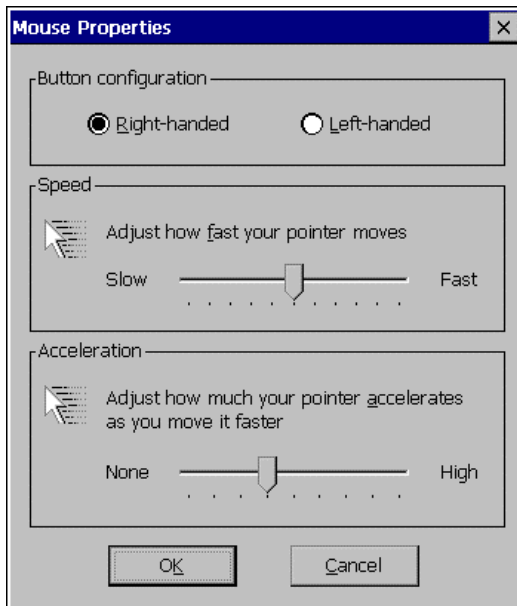 Mouse Properties
Button configuration
Right-handed Left-handed
Speed
Adjust how fast your pointer moves
Slow Fast
Acceleration
Adjust how much your pointer accelerates
as you move it faster
None High
OK Cancel